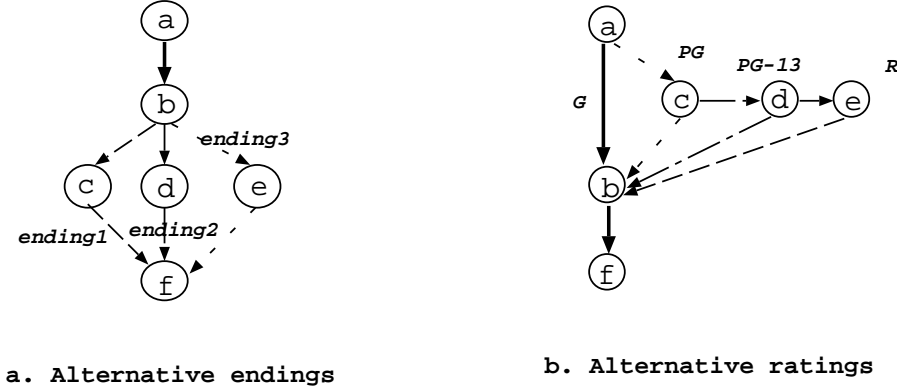 a
b
ending3
c
d
e
ending1
ending2
f
a. Alternative endings
a
PG
PG-13
R
G
c
d
e
b
f
b. Alternative ratings